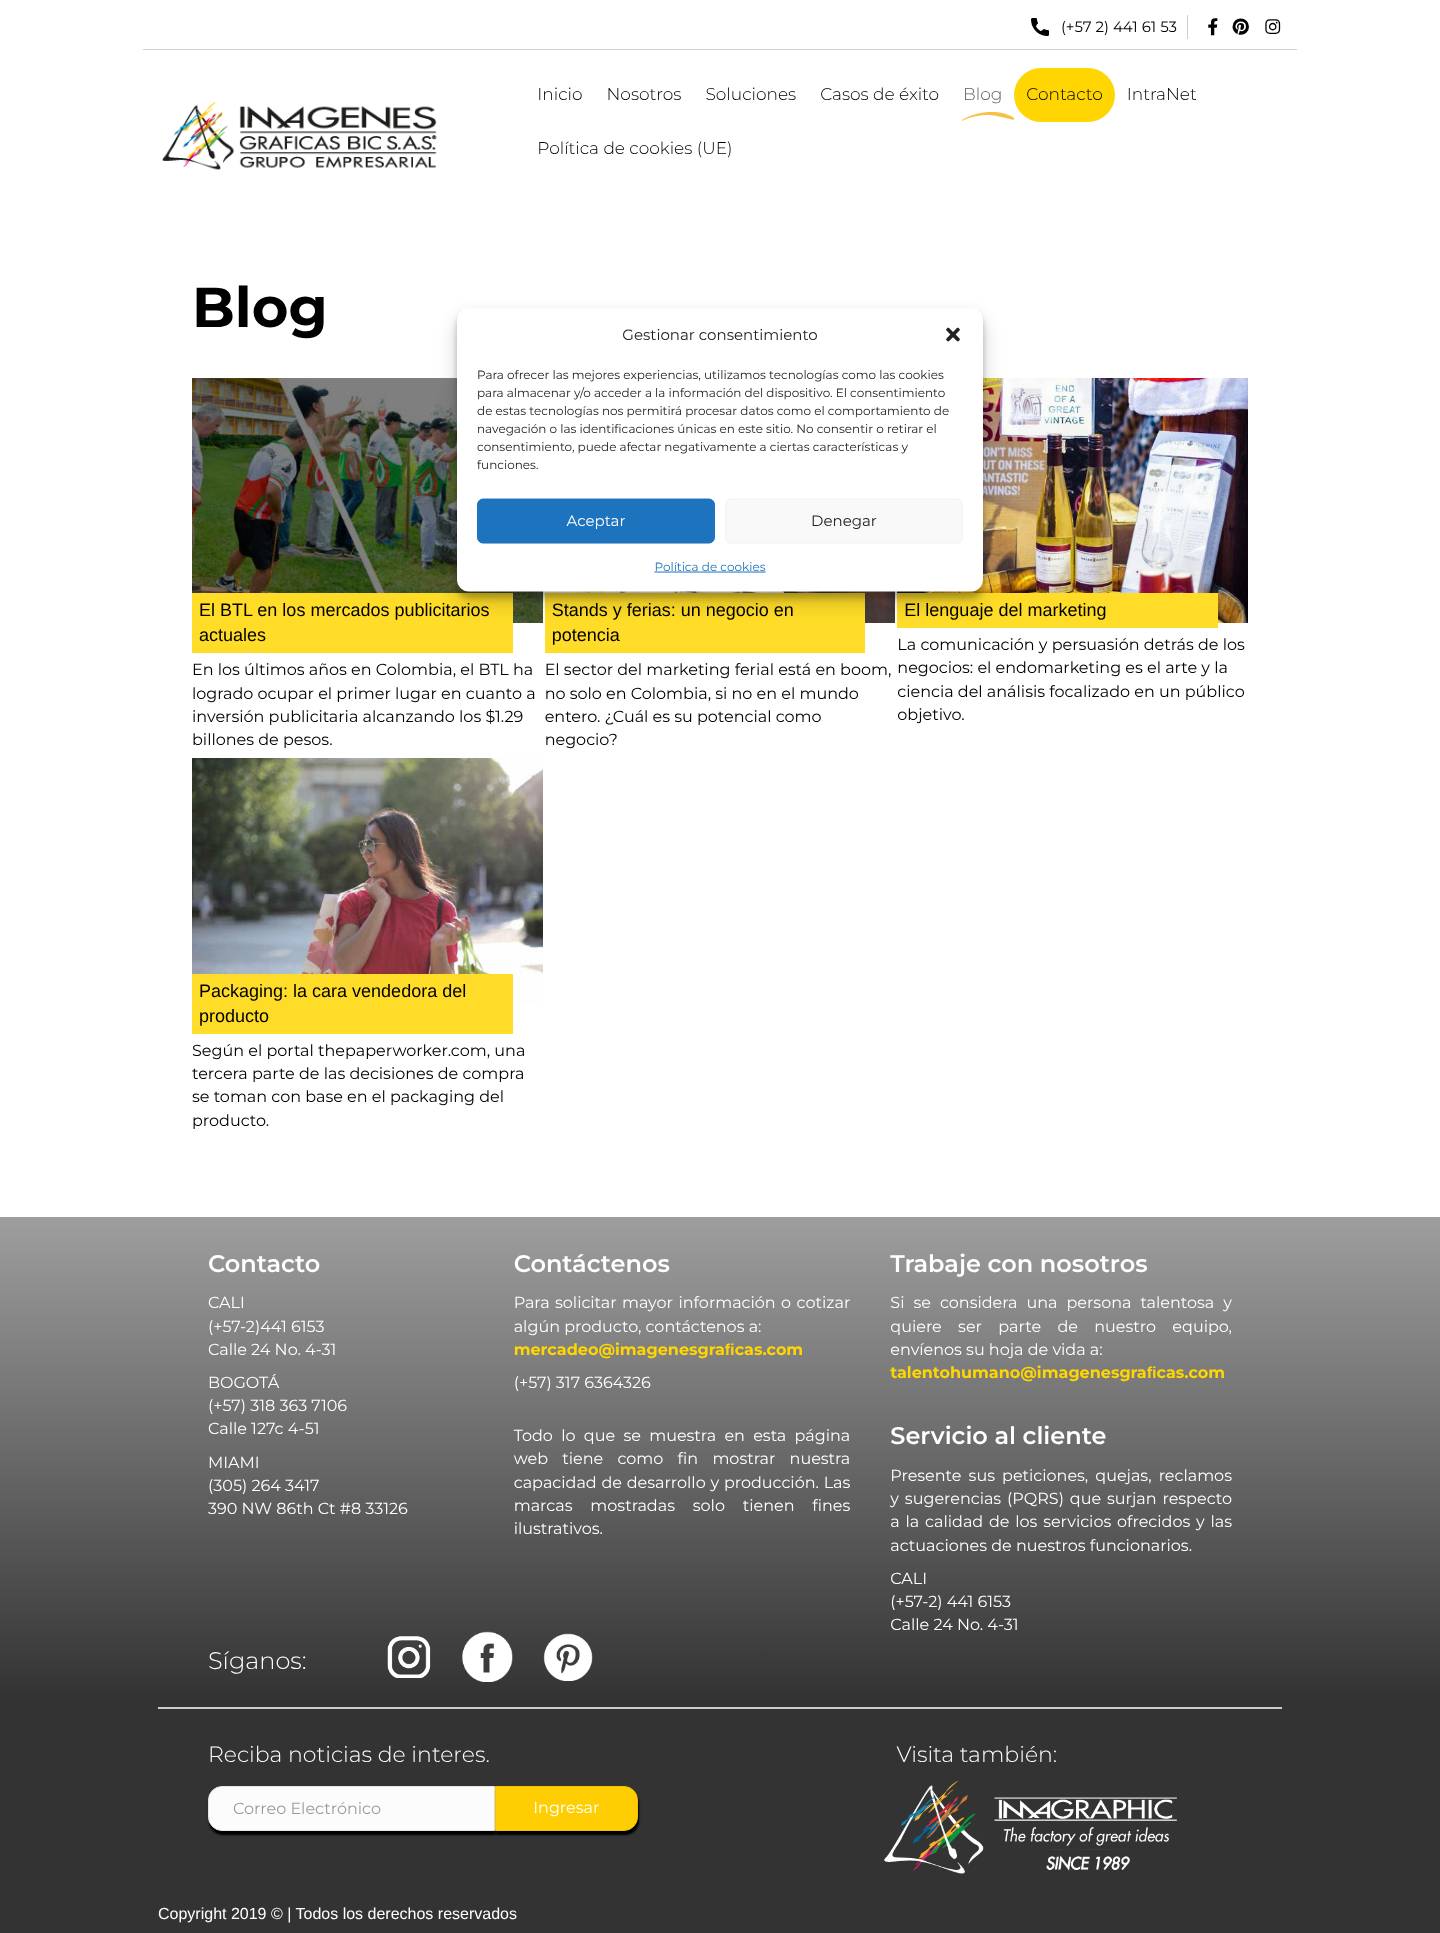 (+57 2) 441 61 53
Inicio Nosotros Soluciones Casos de éxito Blog Contacto IntraNet
Política de cookies (UE)
IMAGENES
GRAFICAS BIC S.A.S.®
GRUPO EMPRESARIAL
Blog
Gestionar consentimiento
Para ofrecer las mejores experiencias, utilizamos tecnologías como las cookies
para almacenar y/o acceder a la información del dispositivo. El consentimiento
de estas tecnologías nos permitirá procesar datos como el comportamiento de
navegación o las identificaciones únicas en este sitio. No consentir o retirar el
consentimiento, puede afectar negativamente a ciertas características y
funciones.
Aceptar Denegar
Política de cookies
END
OF A
GREAT
VINTAGE
El BTL en los mercados publicitarios
actuales
En los últimos años en Colombia, el BTL ha
logrado ocupar el primer lugar en cuanto a
inversión publicitaria alcanzando los $1.29
billones de pesos.
Stands y ferias: un negocio en
potencia
El sector del marketing ferial está en boom,
no solo en Colombia, si no en el mundo
entero. ¿Cuál es su potencial como
negocio?
El lenguaje del marketing
La comunicación y persuasión detrás de los
negocios: el endomarketing es el arte y la
ciencia del análisis focalizado en un público
objetivo.
Packaging: la cara vendedora del
producto
Según el portal thepaperworker.com, una
tercera parte de las decisiones de compra
se toman con base en el packaging del
producto.
Contacto
CALI
(+57-2)441 6153
Calle 24 No. 4-31
BOGOTÁ
(+57) 318 363 7106
Calle 127c 4-51
MIAMI
(305) 264 3417
390 NW 86th Ct #8 33126
Contáctenos
Para solicitar mayor información o cotizar
algún producto, contáctenos a:
mercadeo@imagenesgraficas.com
(+57) 317 6364326
Todo lo que se muestra en esta página
web tiene como fin mostrar nuestra
capacidad de desarrollo y producción. Las
marcas mostradas solo tienen fines
ilustrativos.
Trabaje con nosotros
Si se considera una persona talentosa y
quiere ser parte de nuestro equipo,
envíenos su hoja de vida a:
talentohumano@imagenesgraficas.com
Servicio al cliente
Presente sus peticiones, quejas, reclamos
y sugerencias (PQRS) que surjan respecto
a la calidad de los servicios ofrecidos y las
actuaciones de nuestros funcionarios.
CALI
(+57-2) 441 6153
Calle 24 No. 4-31
Síganos:
Reciba noticias de interes.
Correo Electrónico Ingresar
Visita también:
IMAGRAPHIC
The factory of great ideas
SINCE 1989
Copyright 2019 © | Todos los derechos reservados